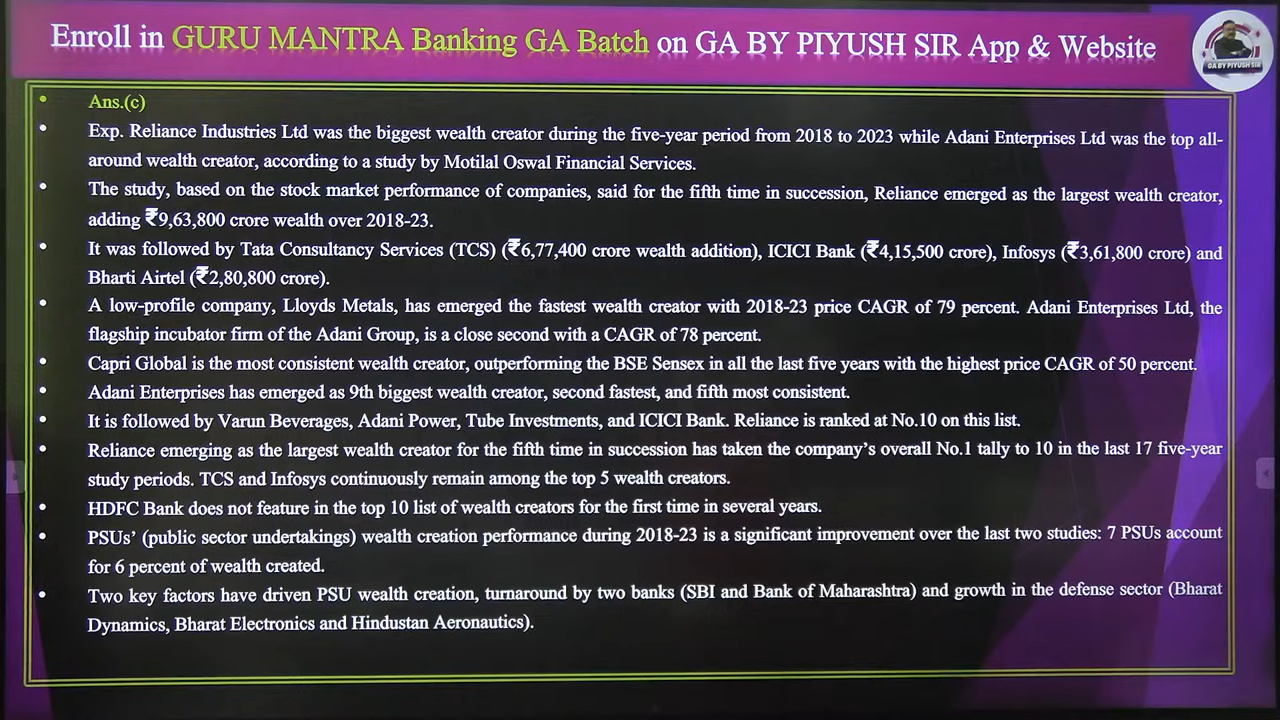 Enroll in GURU MANTRA Banking GA Batch on GA BY PIYUSH SIR App & Website
GA BY PIYUSH SIR
• Ans.(c)
• Exp. Reliance Industries Ltd was the biggest wealth creator during the five-year period from 2018 to 2023 while Adani Enterprises Ltd was the top all-
around wealth creator, according to a study by Motilal Oswal Financial Services.
• The study, based on the stock market performance of companies, said for the fifth time in succession, Reliance emerged as the largest wealth creator,
adding ₹9,63,800 crore wealth over 2018-23.
• It was followed by Tata Consultancy Services (TCS) (₹6,77,400 crore wealth addition), ICICI Bank (₹4,15,500 crore), Infosys (₹3,61,800 crore) and
Bharti Airtel (₹2,80,800 crore).
• A low-profile company, Lloyds Metals, has emerged the fastest wealth creator with 2018-23 price CAGR of 79 percent. Adani Enterprises Ltd, the
flagship incubator firm of the Adani Group, is a close second with a CAGR of 78 percent.
• Capri Global is the most consistent wealth creator, outperforming the BSE Sensex in all the last five years with the highest price CAGR of 50 percent.
• Adani Enterprises has emerged as 9th biggest wealth creator, second fastest, and fifth most consistent.
• It is followed by Varun Beverages, Adani Power, Tube Investments, and ICICI Bank. Reliance is ranked at No.10 on this list.
• Reliance emerging as the largest wealth creator for the fifth time in succession has taken the company's overall No.1 tally to 10 in the last 17 five-year
study periods. TCS and Infosys continuously remain among the top 5 wealth creators.
• HDFC Bank does not feature in the top 10 list of wealth creators for the first time in several years.
• PSUs' (public sector undertakings) wealth creation performance during 2018-23 is a significant improvement over the last two studies: 7 PSUs account
for 6 percent of wealth created.
• Two key factors have driven PSU wealth creation, turnaround by two banks (SBI and Bank of Maharashtra) and growth in the defense sector (Bharat
Dynamics, Bharat Electronics and Hindustan Aeronautics).